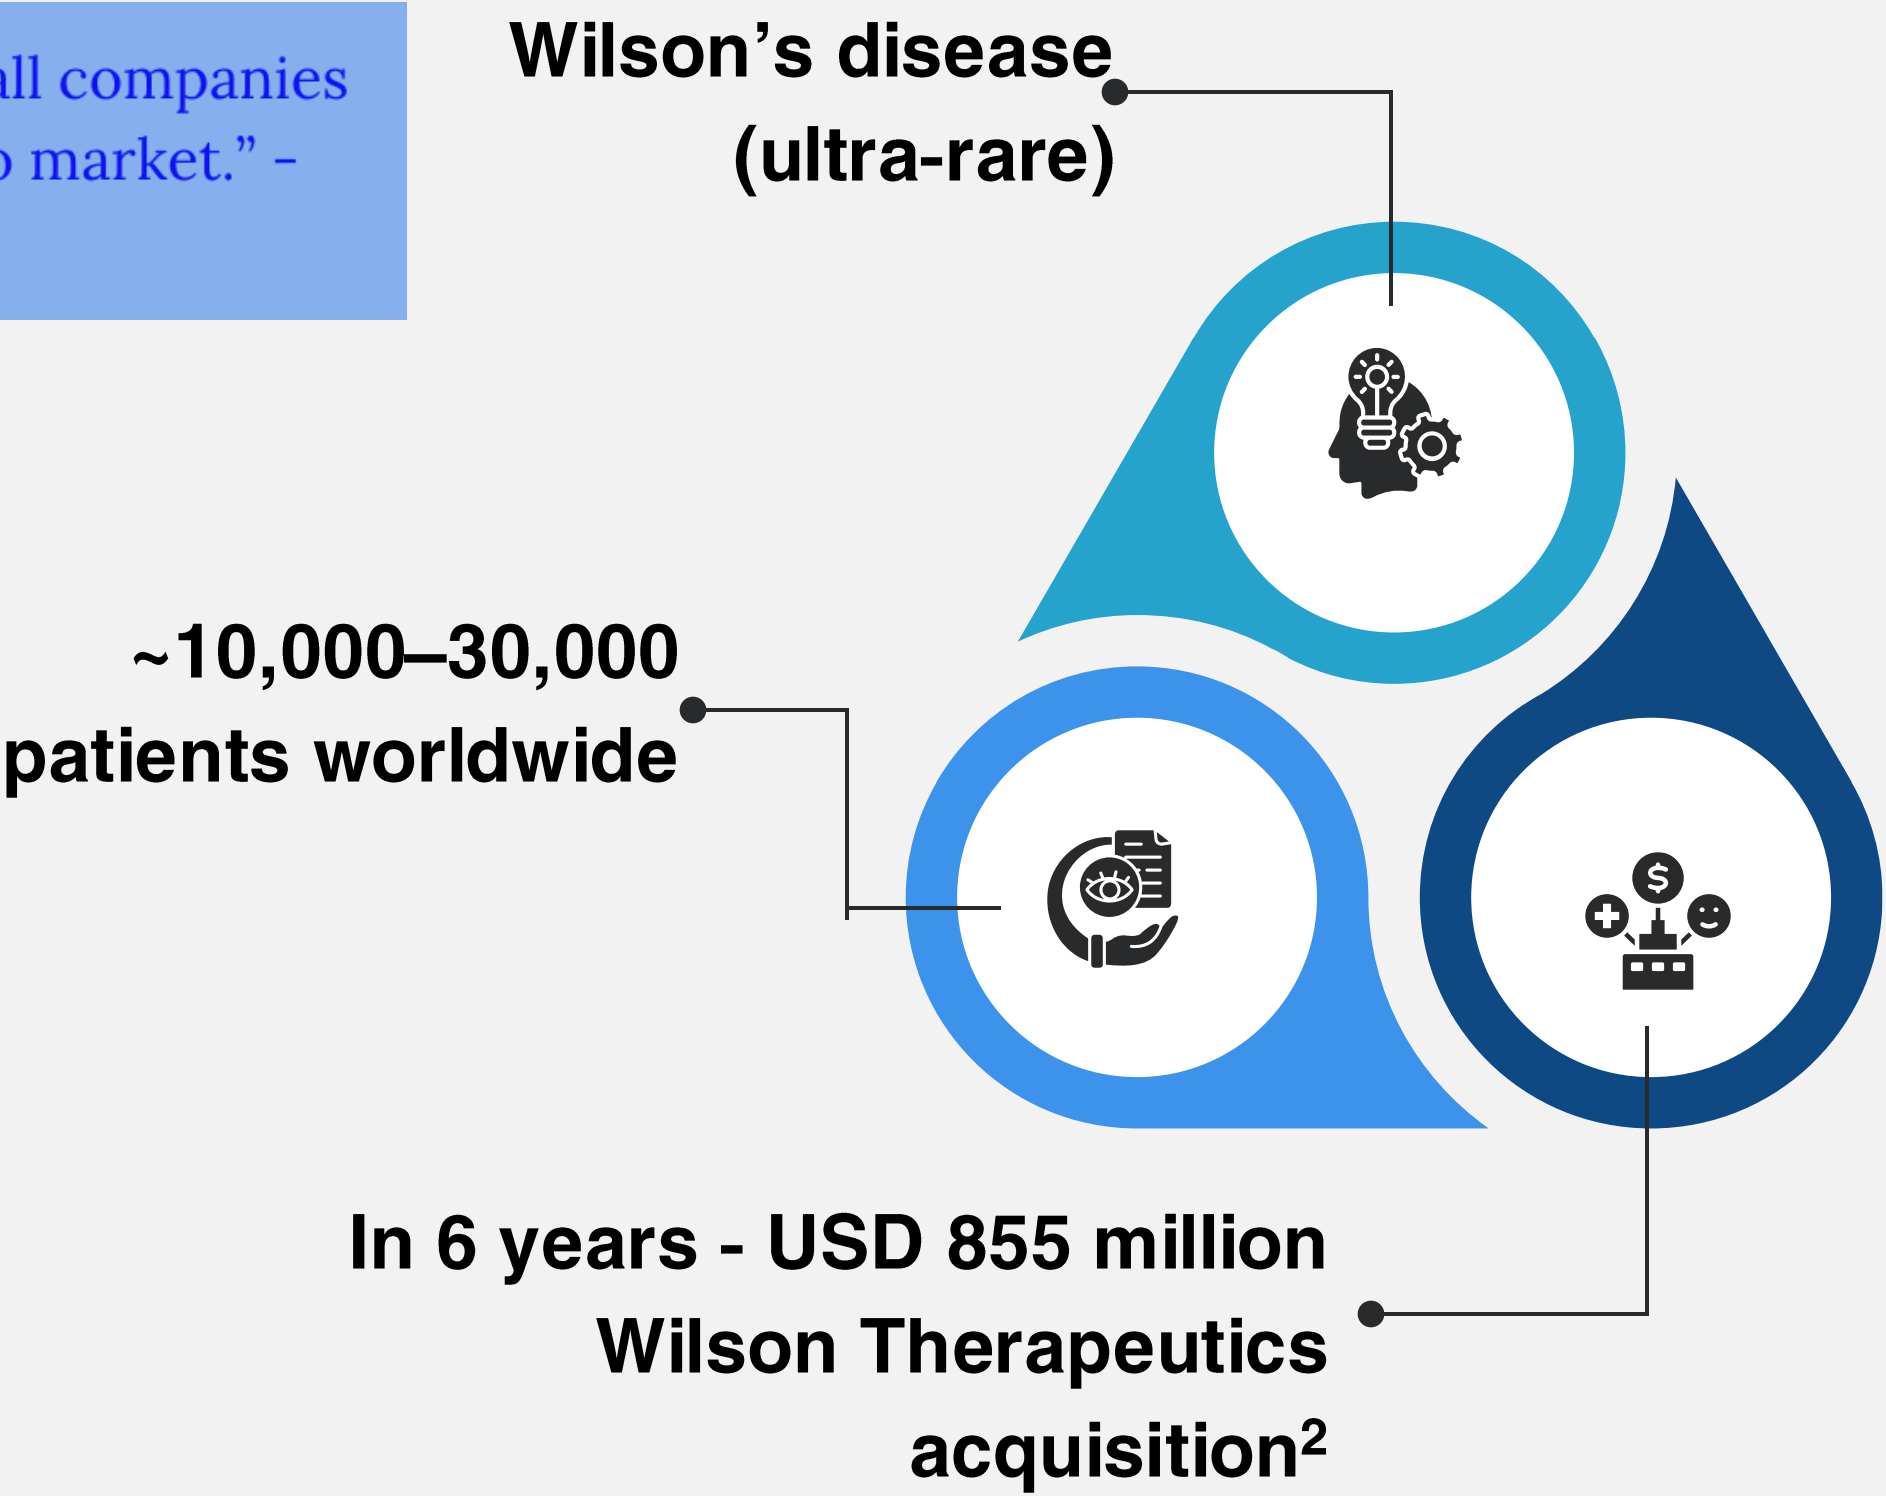 all companies
market.” -
Wilson’s disease
(ultra-rare)
~10,000–30,000
patients worldwide
In 6 years - USD 855 million
Wilson Therapeutics
acquisition²